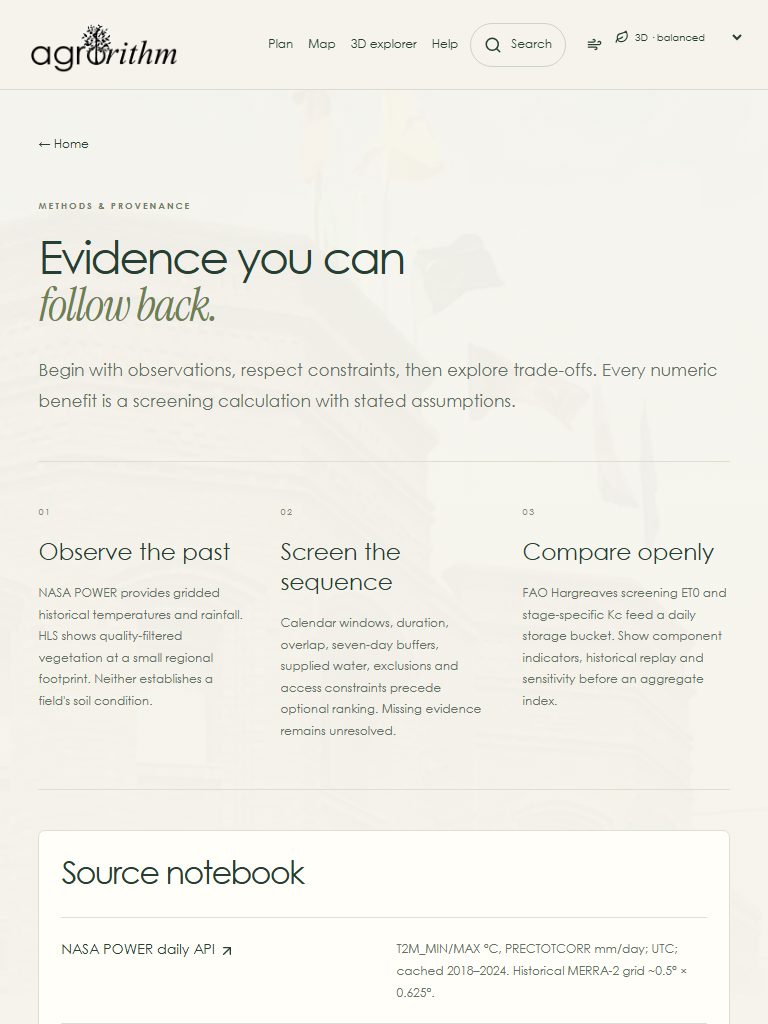 agrorithm
Plan Map 3D explorer Help Search 3D · balanced
← Home
METHODS & PROVENANCE
Evidence you can
follow back.
Begin with observations, respect constraints, then explore trade-offs. Every numeric
benefit is a screening calculation with stated assumptions.
01
Observe the past
NASA POWER provides gridded
historical temperatures and rainfall.
HLS shows quality-filtered
vegetation at a small regional
footprint. Neither establishes a
field's soil condition.
02
Screen the
sequence
Calendar windows, duration,
overlap, seven-day buffers,
supplied water, exclusions and
access constraints precede
optional ranking. Missing evidence
remains unresolved.
03
Compare openly
FAO Hargreaves screening ET0 and
stage-specific Kc feed a daily
storage bucket. Show component
indicators, historical replay and
sensitivity before an aggregate
index.
Source notebook
NASA POWER daily API ↗
T2M_MIN/MAX °C, PRECTOTCORR mm/day; UTC;
cached 2018–2024. Historical MERRA-2 grid ~0.5° ×
0.625°.